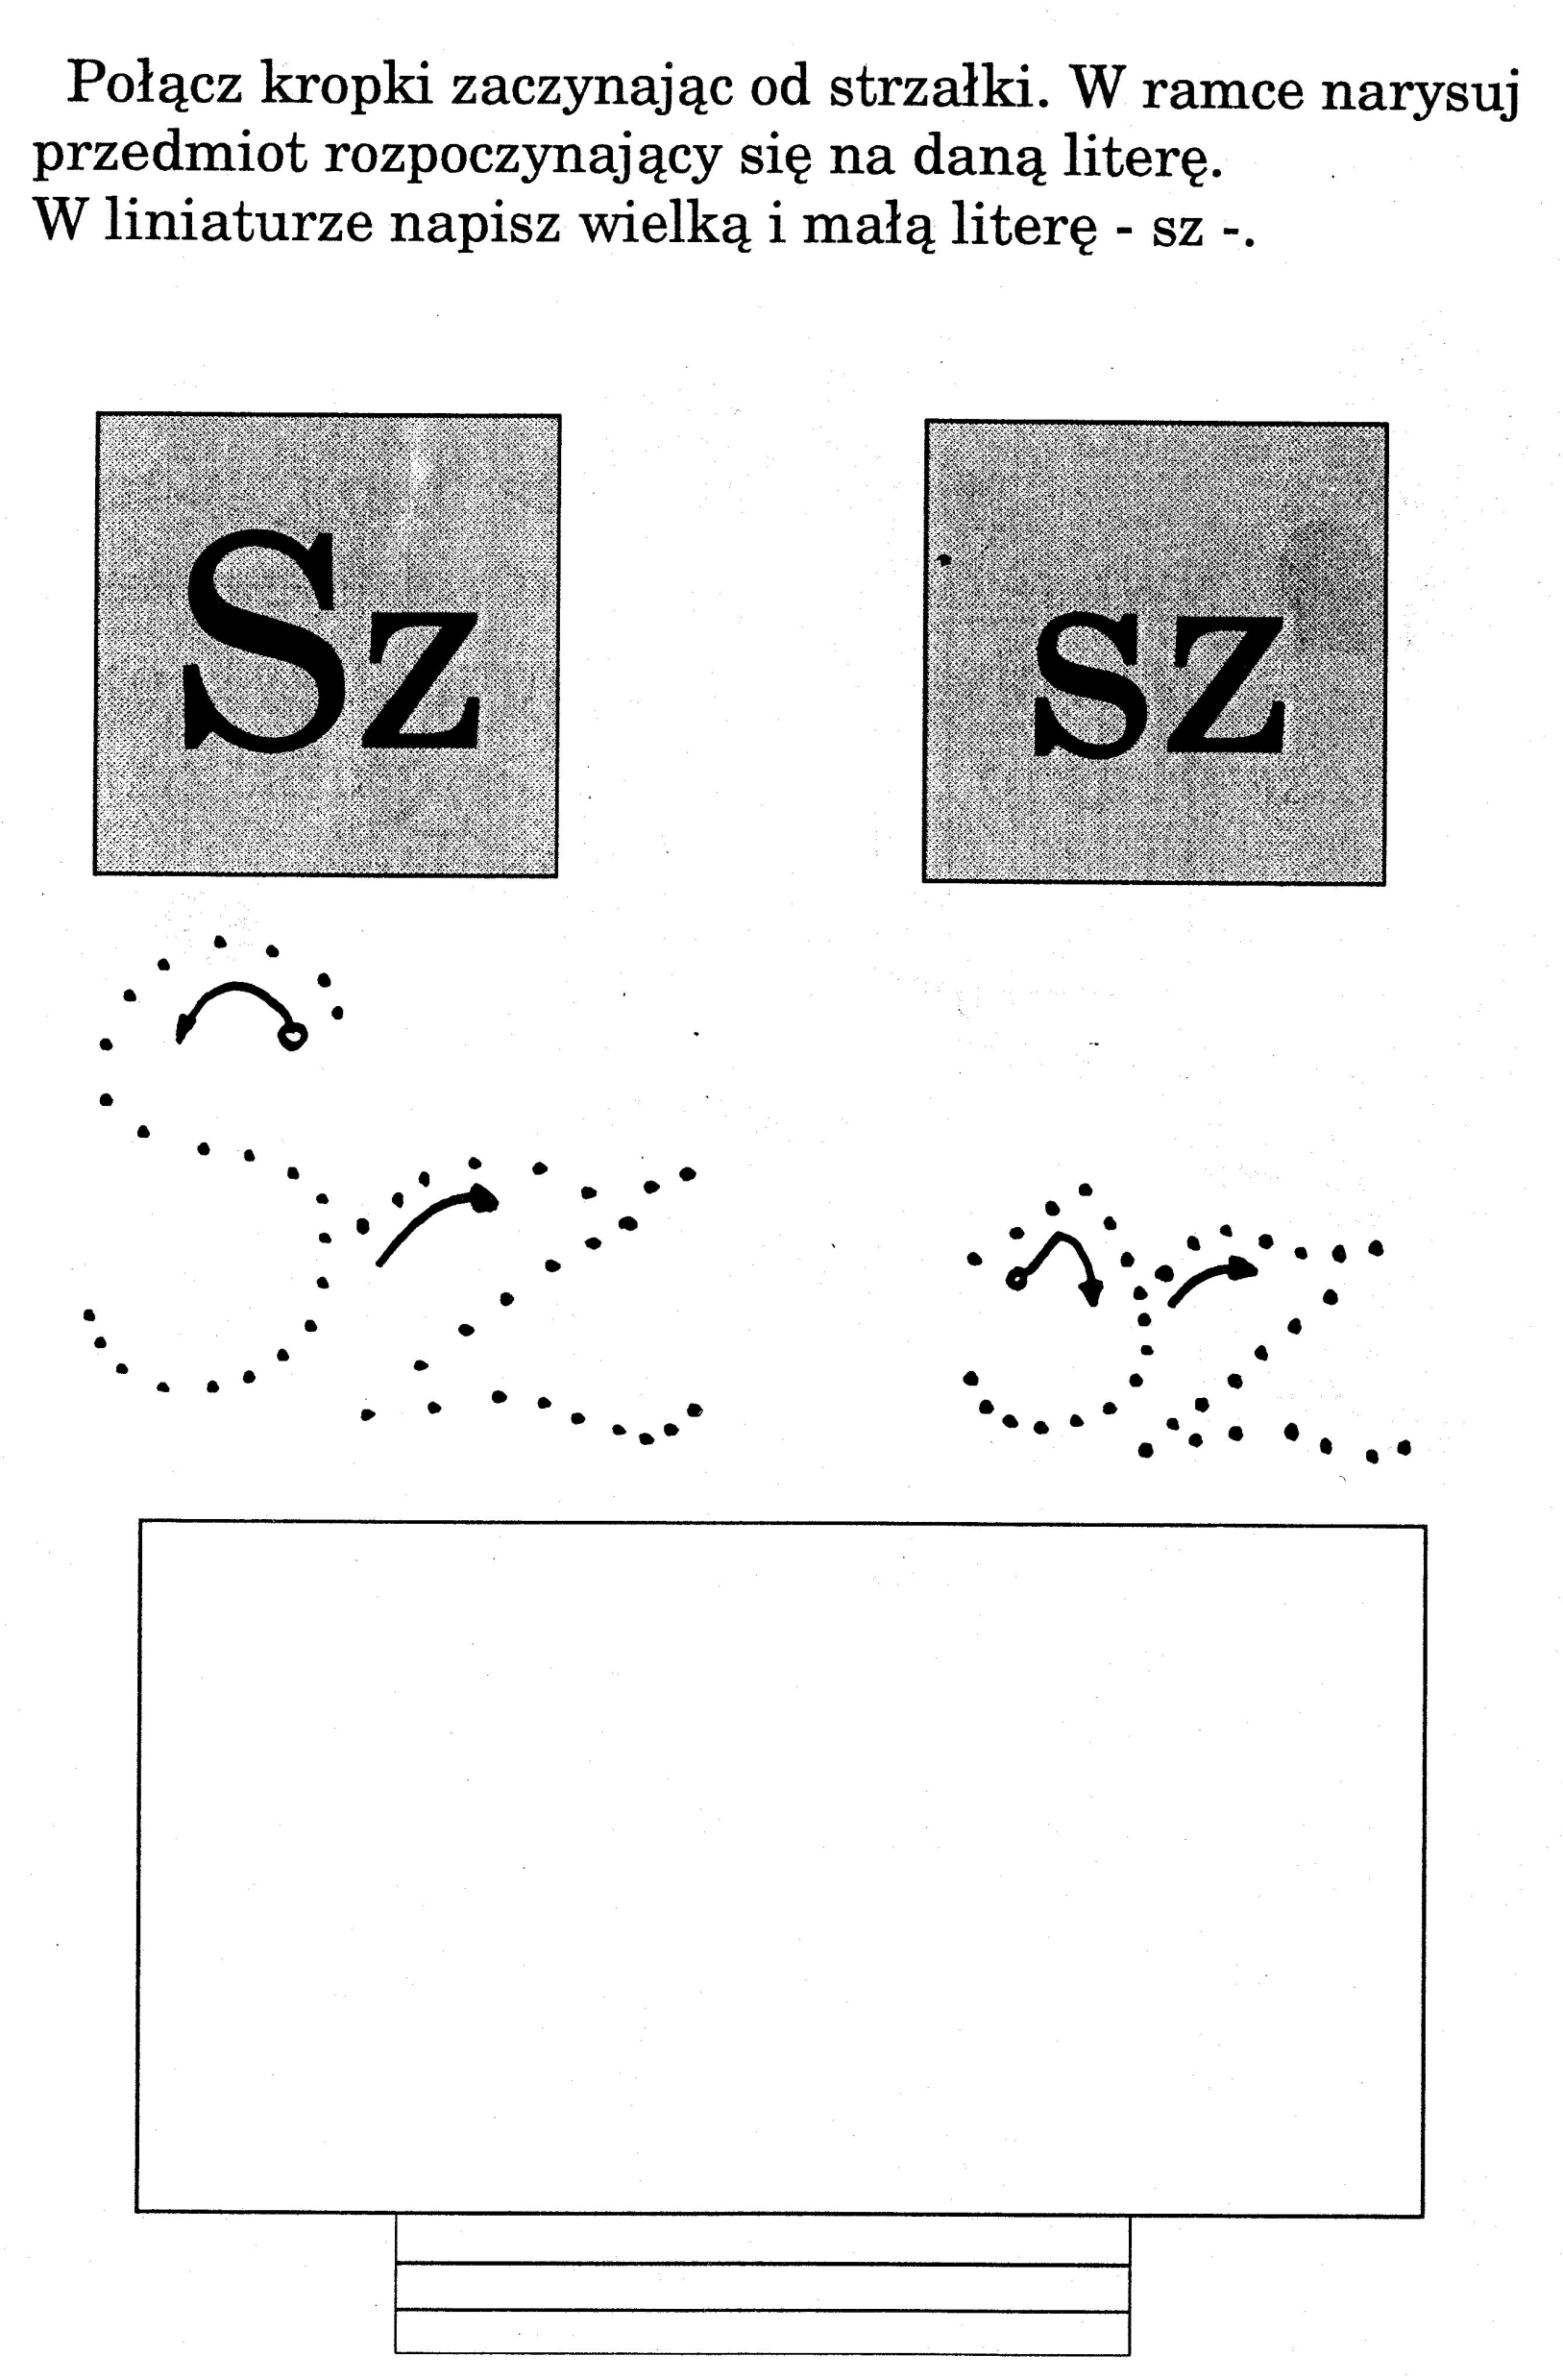 Połącz kropki zaczynając od strzałki. W ramce narysuj
przedmiot rozpoczynający się na daną literę.
W liniaturze napisz wielką i małą literę - sz -.
Sz sz